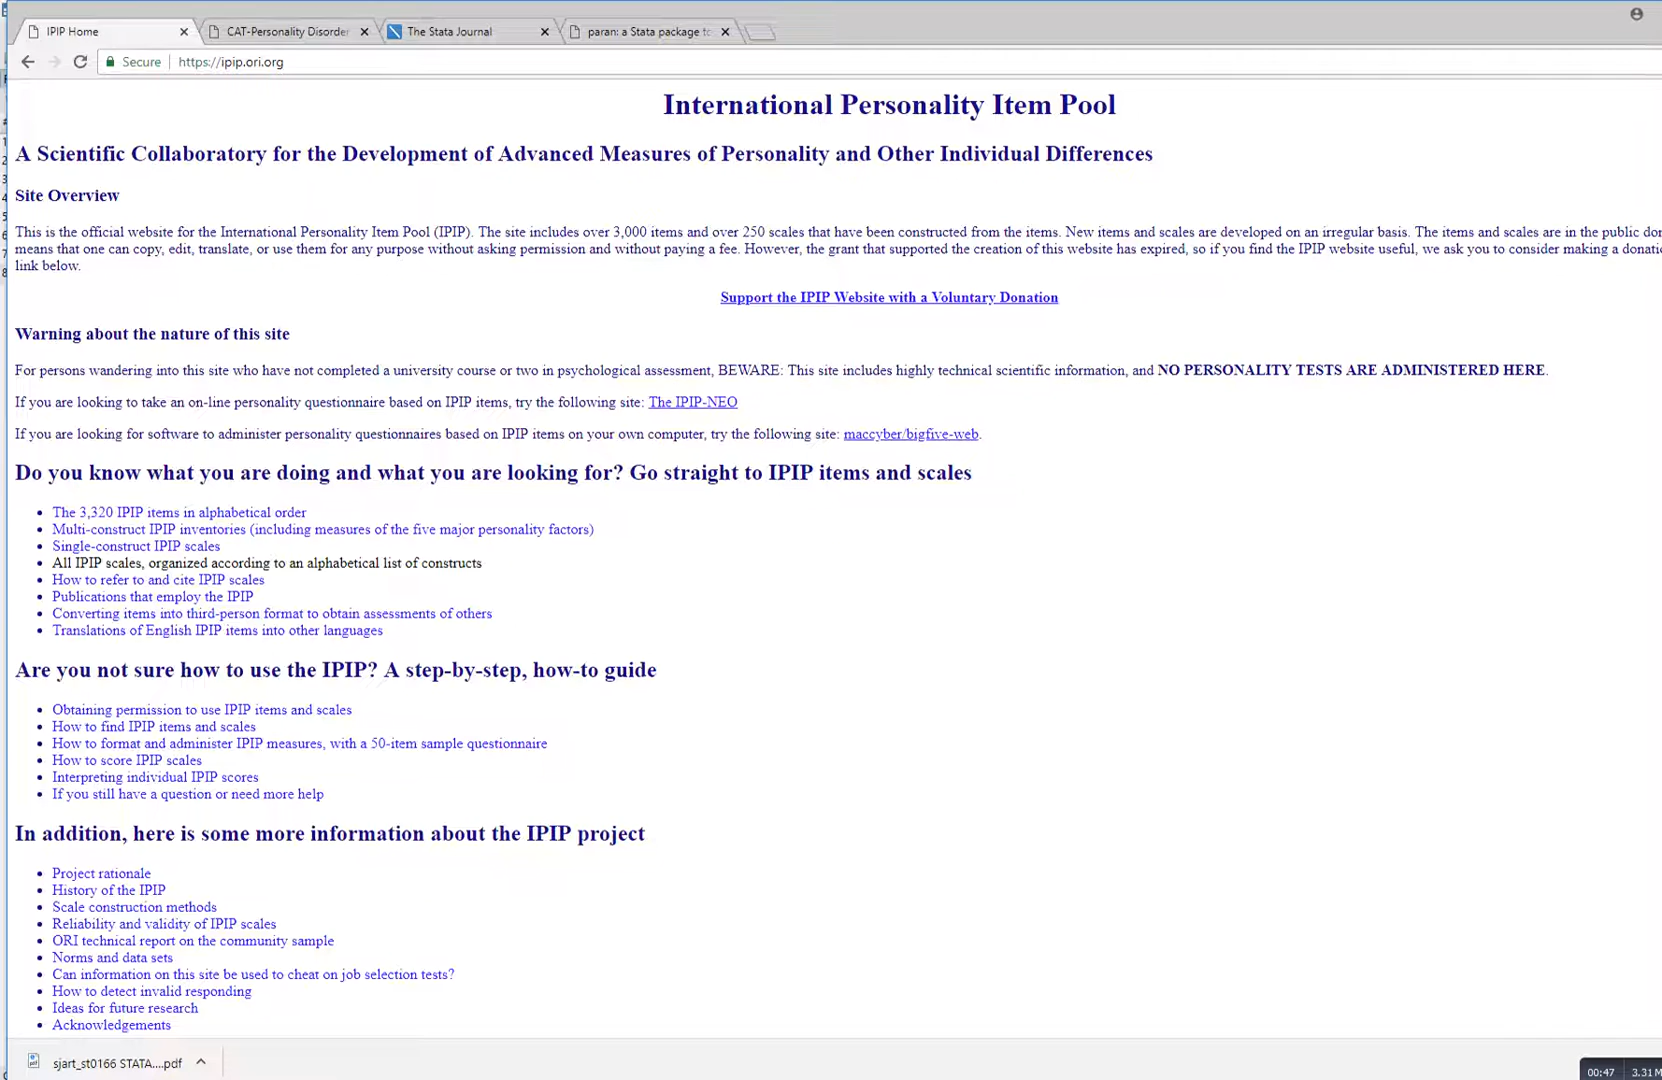 IPIP Home
CAT-Personality Disorder
The Stata Journal
paran: a Stata package to
Secure
https://ipip.ori.org
International Personality Item Pool
A Scientific Collaboratory for the Development of Advanced Measures of Personality and Other Individual Differences
Site Overview
This is the official website for the International Personality Item Pool (IPIP). The site includes over 3,000 items and over 250 scales that have been constructed from the items. New items and scales are developed on an irregular basis. The items and scales are in the public do
means that one can copy, edit, translate, or use them for any purpose without asking permission and without paying a fee. However, the grant that supported the creation of this website has expired, so if you find the IPIP website useful, we ask you to consider making a donati
link below.
Support the IPIP Website with a Voluntary Donation
Warning about the nature of this site
For persons wandering into this site who have not completed a university course or two in psychological assessment, BEWARE: This site includes highly technical scientific information, and NO PERSONALITY TESTS ARE ADMINISTERED HERE.
If you are looking to take an on-line personality questionnaire based on IPIP items, try the following site: The IPIP-NEO
If you are looking for software to administer personality questionnaires based on IPIP items on your own computer, try the following site: maccyber/bigfive-web.
Do you know what you are doing and what you are looking for? Go straight to IPIP items and scales
• The 3,320 IPIP items in alphabetical order
• Multi-construct IPIP inventories (including measures of the five major personality factors)
• Single-construct IPIP scales
• All IPIP scales, organized according to an alphabetical list of constructs
• How to refer to and cite IPIP scales
• Publications that employ the IPIP
• Converting items into third-person format to obtain assessments of others
• Translations of English IPIP items into other languages
Are you not sure how to use the IPIP? A step-by-step, how-to guide
• Obtaining permission to use IPIP items and scales
• How to find IPIP items and scales
• How to format and administer IPIP measures, with a 50-item sample questionnaire
• How to score IPIP scales
• Interpreting individual IPIP scores
• If you still have a question or need more help
In addition, here is some more information about the IPIP project
• Project rationale
• History of the IPIP
• Scale construction methods
• Reliability and validity of IPIP scales
• ORI technical report on the community sample
• Norms and data sets
• Can information on this site be used to cheat on job selection tests?
• How to detect invalid responding
• Ideas for future research
• Acknowledgements
sjart_st0166 STATA....pdf
00:47 3.31 M